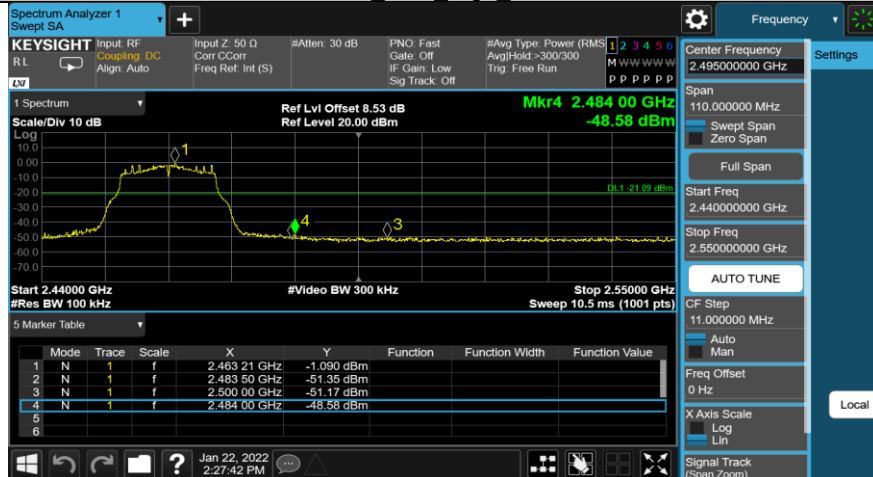 Spectrum Analyzer 1
Swept SA
Frequency
KEYSIGHT
R L
LXI
Input: RF
Coupling: DC
Align: Auto
Input Z: 50 Ω
Corr CCorr
Freq Ref: Int (S)
#Atten: 30 dB
PNO: Fast
Gate: Off
IF Gain: Low
Sig Track: Off
#Avg Type: Power (RMS
Avg|Hold:>300/300
Trig: Free Run
1 2 3 4 5 6
M W W W W W
P P P P P P
1 Spectrum
Scale/Div 10 dB
Ref Lvl Offset 8.53 dB
Ref Level 20.00 dBm
Mkr4 2.484 00 GHz
-48.58 dBm
Log
10.0
0.00
-10.0
-20.0
-30.0
-40.0
-50.0
-60.0
-70.0
1
4
3
DL1 -21.09 dBm
Start 2.44000 GHz
#Res BW 100 kHz
#Video BW 300 kHz
Stop 2.55000 GHz
Sweep 10.5 ms (1001 pts)
5 Marker Table
Mode Trace Scale X Y Function Function Width Function Value
1 N 1 f 2.463 21 GHz -1.090 dBm
2 N 1 f 2.483 50 GHz -51.35 dBm
3 N 1 f 2.500 00 GHz -51.17 dBm
4 N 1 f 2.484 00 GHz -48.58 dBm
5
6
?
Jan 22, 2022
2:27:42 PM
Center Frequency
2.495000000 GHz
Settings
Span
110.000000 MHz
Swept Span
Zero Span
Full Span
Start Freq
2.440000000 GHz
Stop Freq
2.550000000 GHz
AUTO TUNE
CF Step
11.000000 MHz
Auto
Man
Freq Offset
0 Hz
Local
X Axis Scale
Log
Lin
Signal Track
(Span Zoom)